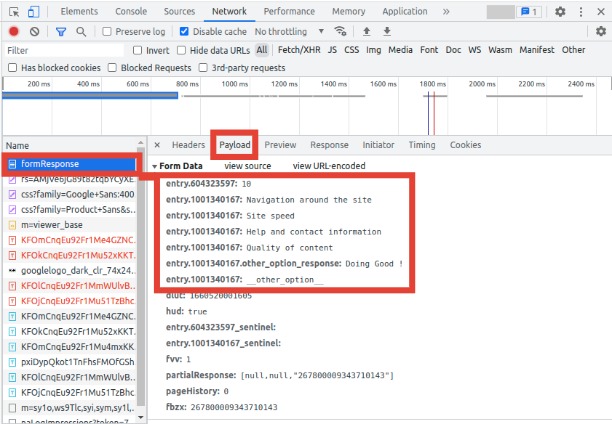 Elements Console Sources Network Performance Memory Application » 1
Preserve log Disable cache No throttling
Filter Invert Hide data URLs All Fetch/XHR JS CSS Img Media Font Doc WS Wasm Manifest Other
Has blocked cookies Blocked Requests 3rd-party requests
200 ms 400 ms 600 ms 800 ms 1000 ms 1200 ms 1400 ms 1600 ms 1800 ms 2000 ms 2200 ms 2400 ms
Name
formResponse
css?family=Google+Sans:400
css?family=Product+Sans&s...
m=viewer_base
KFOmCnqEu92Fr1Me4GZNC...
KFOkCnqEu92Fr1Mu52xKKT...
googlelogo_dark_clr_74x24...
KFOlCnqEu92Fr1MmWUlvB...
KFOjCnqEu92Fr1Mu51TzBhc...
KFOmCnqEu92Fr1Me4GZNC...
KFOkCnqEu92Fr1Mu52xKKT...
KFOmCnqEu92Fr1Mu4mxKK...
pxiDypQkot1TnFhsFMOfGSh...
KFOlCnqEu92Fr1MmWUlvB...
KFOjCnqEu92Fr1Mu51TzBhc...
m=sy1o,ws9Tlc,syi,sym,sy1l,...
× Headers Payload Preview Response Initiator Timing Cookies
Form Data view source view URL-encoded
entry.604323597: 10
entry.1001340167: Navigation around the site
entry.1001340167: Site speed
entry.1001340167: Help and contact information
entry.1001340167: Quality of content
entry.1001340167.other_option_response: Doing Good !
entry.1001340167: __other_option__
dlut: 1660520001605
hud: true
entry.604323597_sentinel:
entry.1001340167_sentinel:
fvv: 1
partialResponse: [null,null,"267800009343710143"]
pageHistory: 0
fbzx: 267800009343710143